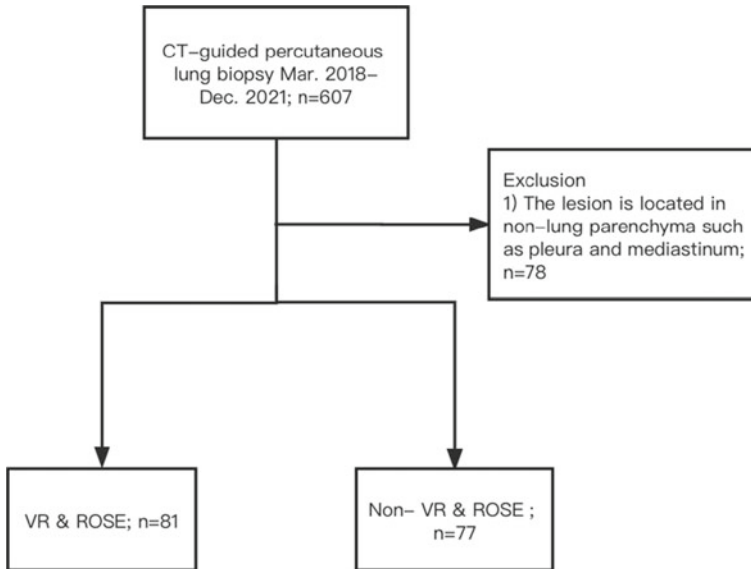 CT-guided percutaneous
lung biopsy Mar. 2018–
Dec. 2021; n=607
Exclusion
1) The lesion is located in
non-lung parenchyma such
as pleura and mediastinum;
n=78
VR & ROSE; n=81
Non- VR & ROSE ;
n=77